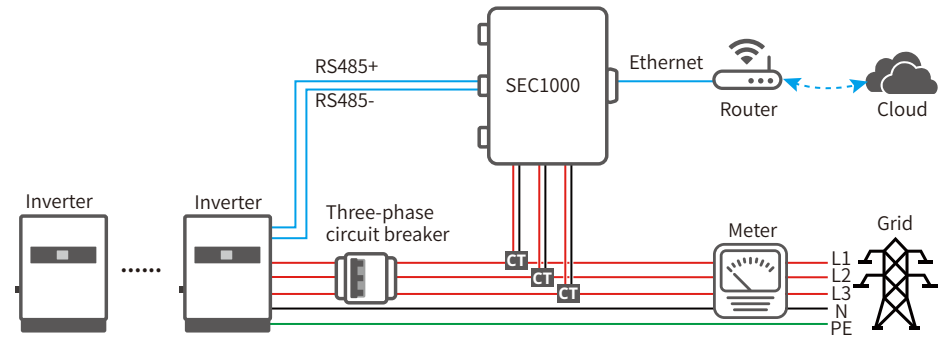 RS485+
RS485-
SEC1000
Ethernet
Router
Cloud
Inverter
Inverter
Three-phase
circuit breaker
CT
CT
CT
Meter
Grid
L1
L2
L3
N
PE